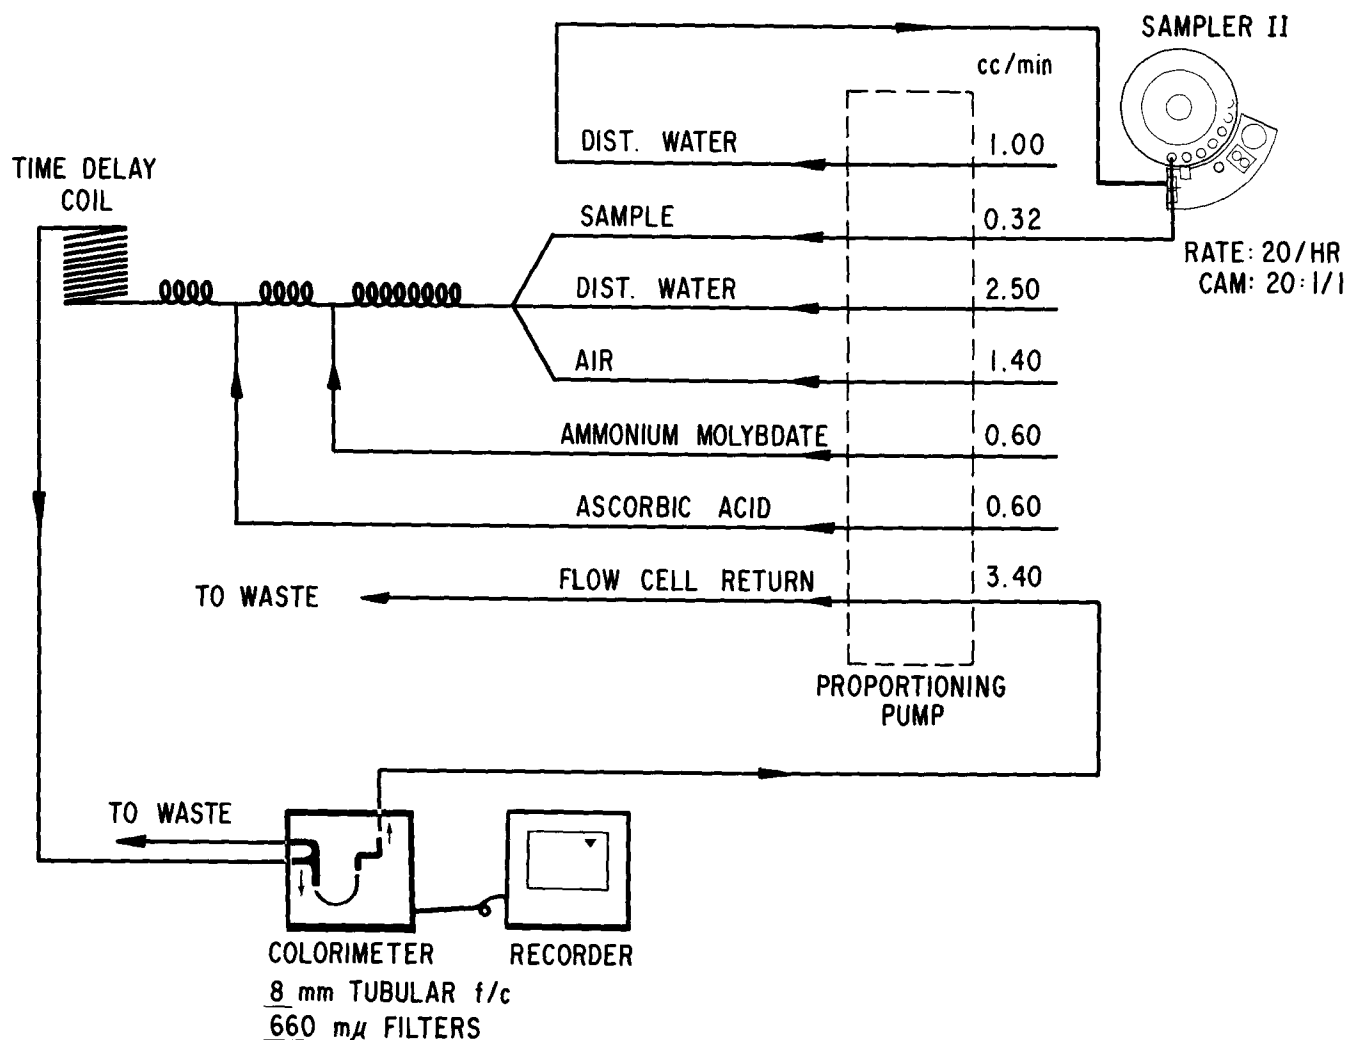 SAMPLER II
cc/min
DIST. WATER 1.00
TIME DELAY
COIL
SAMPLE 0.32
RATE: 20/HR
CAM: 20:1/1
DIST. WATER 2.50
AIR 1.40
AMMONIUM MOLYBDATE 0.60
ASCORBIC ACID 0.60
TO WASTE FLOW CELL RETURN 3.40
PROPORTIONING
PUMP
TO WASTE
COLORIMETER RECORDER
8 mm TUBULAR f/c
660 mμ FILTERS